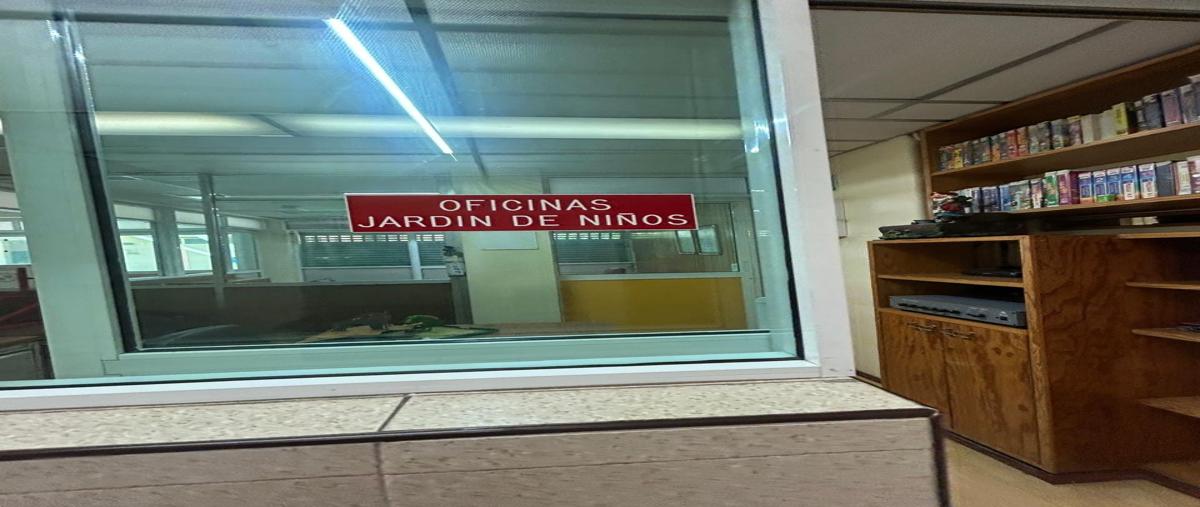 OFICINAS
JARDIN DE NIÑOS